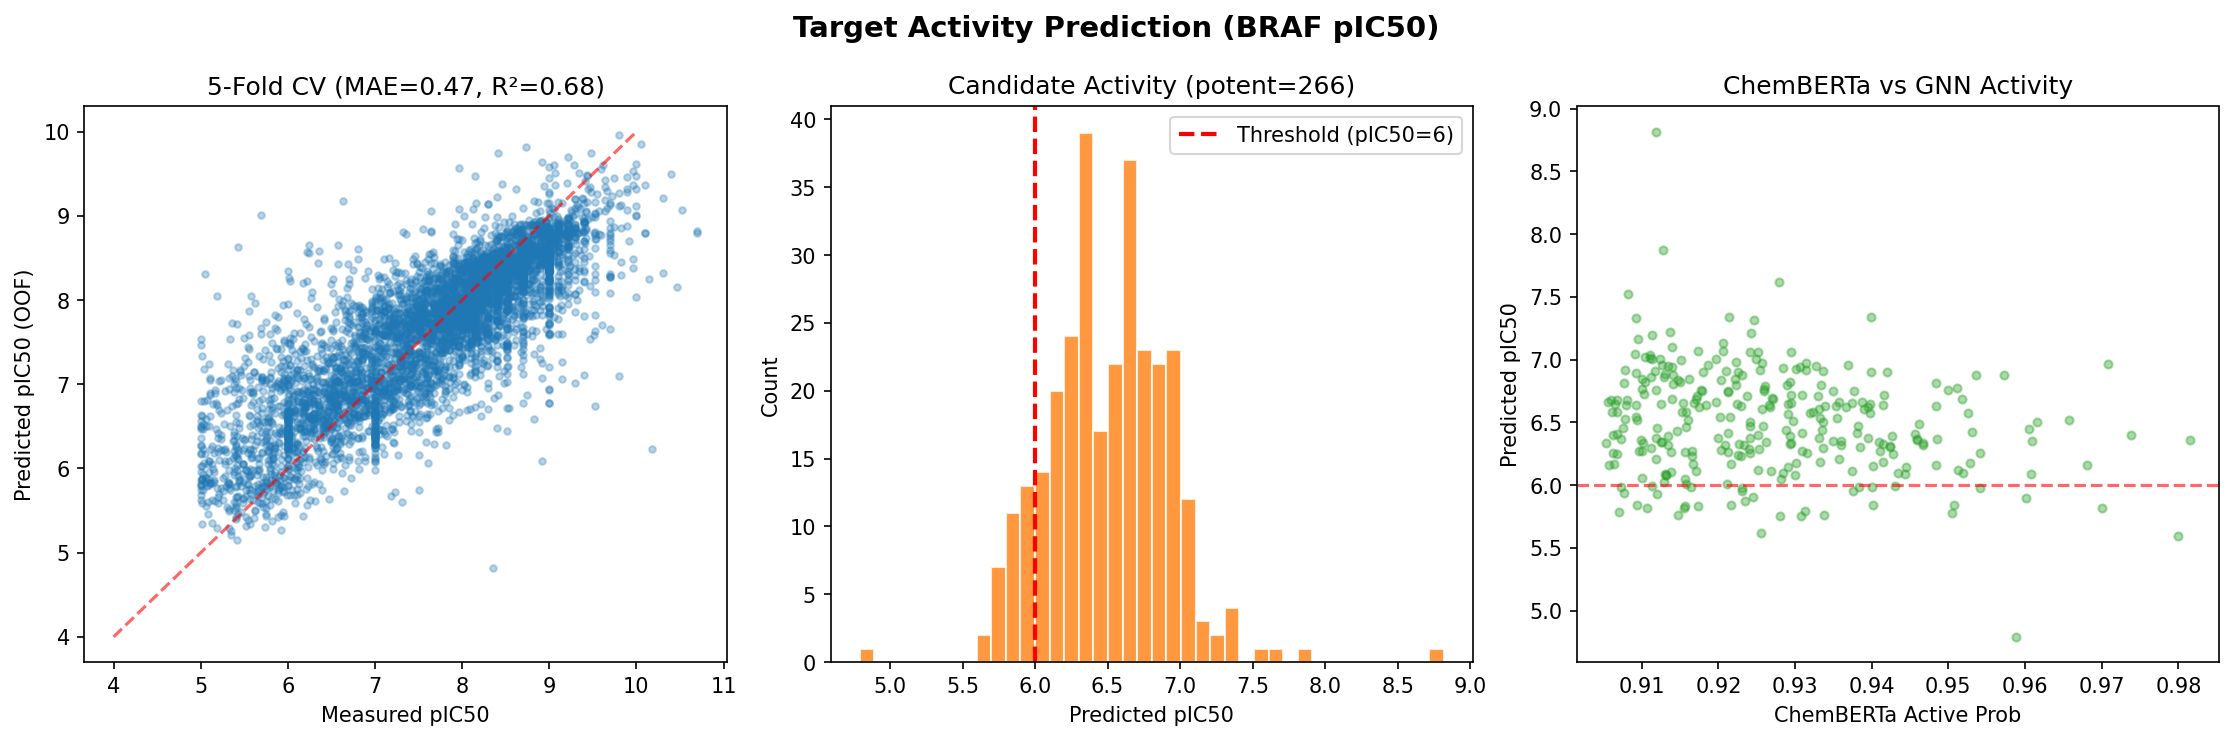 Target Activity Prediction (BRAF pIC50)
5-Fold CV (MAE=0.47, R²=0.68)
10
9
8
7
6
5
4
4 5 6 7 8 9 10 11
Predicted pIC50 (OOF)
Measured pIC50
Candidate Activity (potent=266)
Threshold (pIC50=6)
40
35
30
25
20
15
10
5
0
5.0 5.5 6.0 6.5 7.0 7.5 8.0 8.5 9.0
Count
Predicted pIC50
ChemBERTa vs GNN Activity
9.0
8.5
8.0
7.5
7.0
6.5
6.0
5.5
5.0
0.91 0.92 0.93 0.94 0.95 0.96 0.97 0.98
Predicted pIC50
ChemBERTa Active Prob